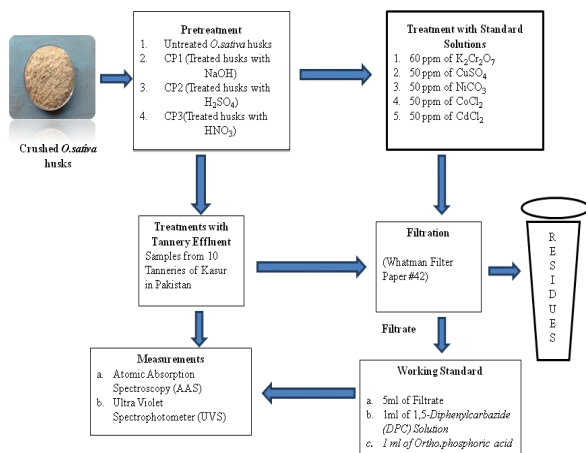 Pretreatment
1. Untreated O.sativa husks
2. CP1 (Treated husks with
NaOH)
3. CP2 (Treated husks with
H₂SO₄)
4. CP3(Treated husks with
HNO₃)
Treatment with Standard
Solutions
1. 60 ppm of K₂Cr₂O₇
2. 50 ppm of CuSO₄
3. 50 ppm of NiCO₃
4. 50 ppm of CoCl₂
5. 50 ppm of CdCl₂
Crushed O.sativa
husks
Treatments with
Tannery Effluent
Samples from 10
Tanneries of Kasur
in Pakistan
Filtration
(Whatman Filter
Paper #42)
R
E
S
I
D
U
E
S
Filtrate
Measurements
a. Atomic Absorption
Spectroscopy (AAS)
b. Ultra Violet
Spectrophotometer (UVS)
Working Standard
a. 5ml of Filtrate
b. 1ml of 1,5-Diphenylcarbazide
(DPC) Solution
c. 1 ml of Ortho.phosphoric acid